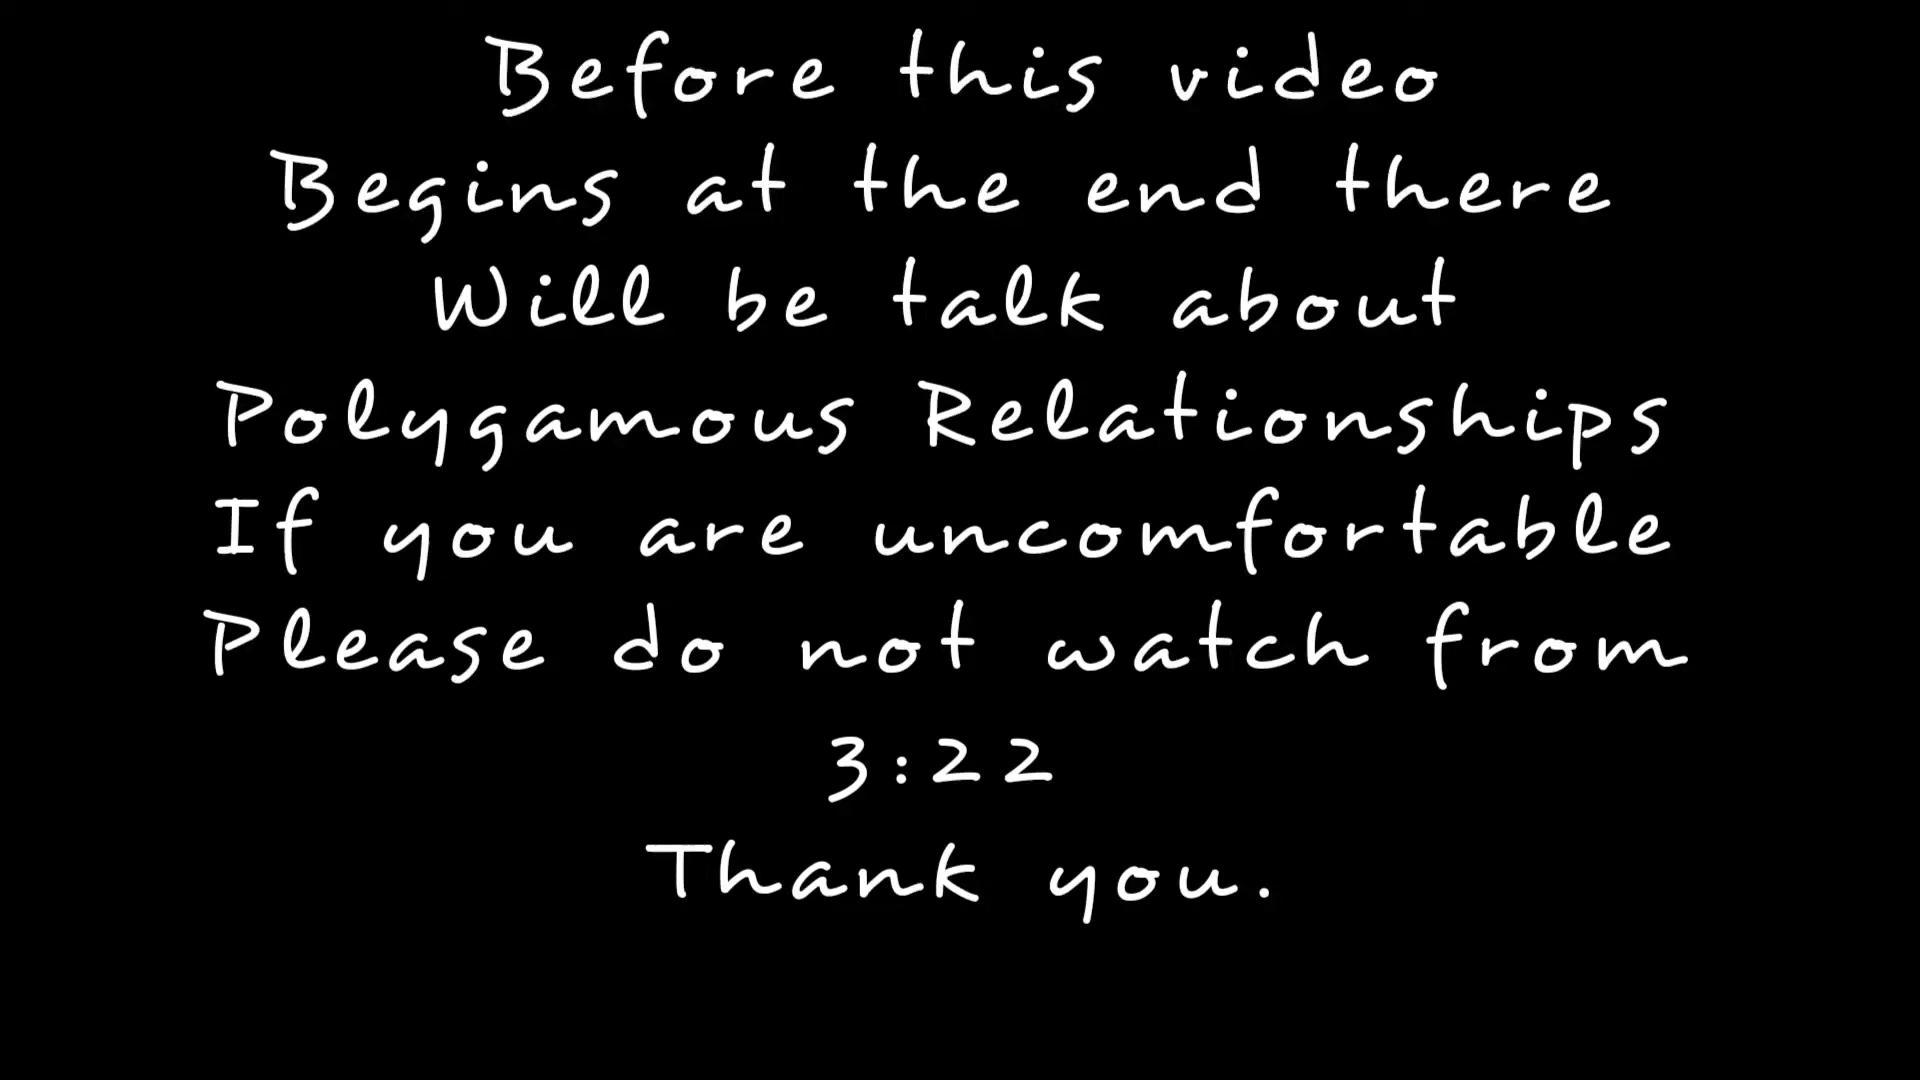 Before this video
Begins at the end there
Will be talk about
Polygamous Relationships
If you are uncomfortable
Please do not watch from
3:22
Thank you.